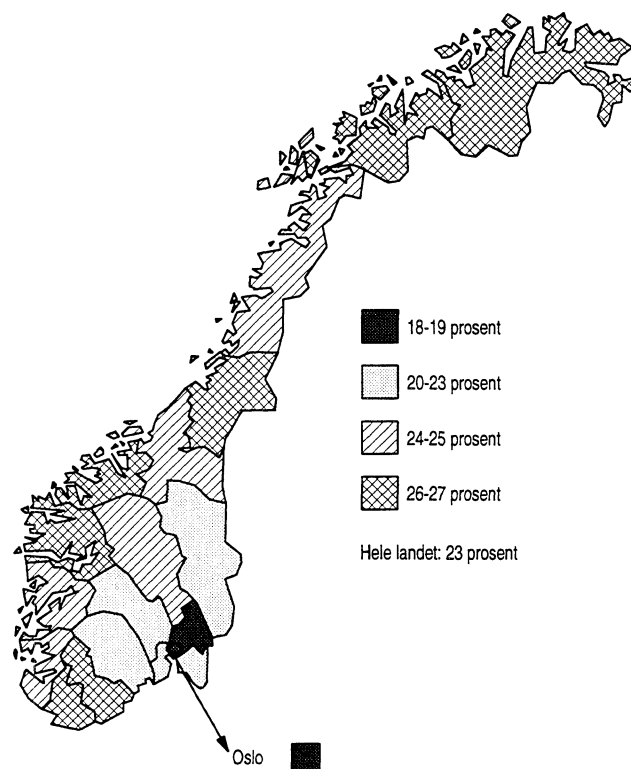 18-19 prosent
20-23 prosent
24-25 prosent
26-27 prosent
Hele landet: 23 prosent
Oslo